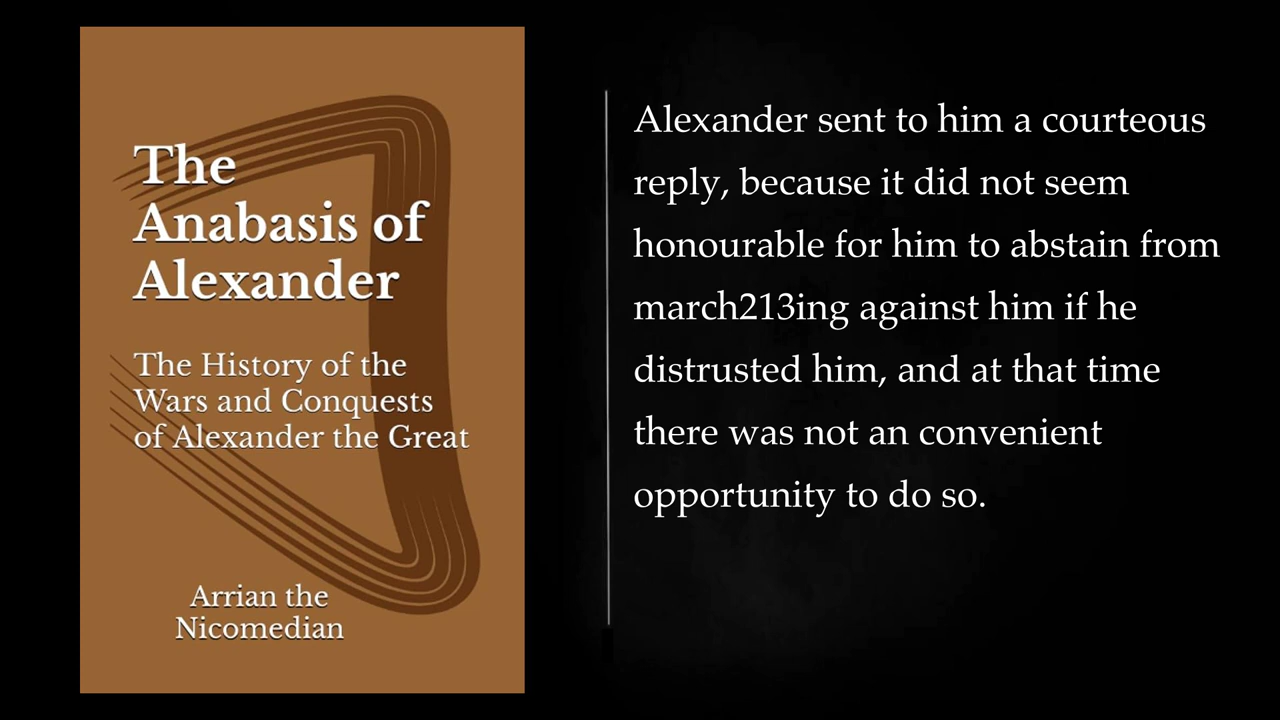 The
Anabasis of
Alexander
The History of the
Wars and Conquests
of Alexander the Great
Arrian the
Nicomedian
Alexander sent to him a courteous
reply, because it did not seem
honourable for him to abstain from
march213ing against him if he
distrusted him, and at that time
there was not an convenient
opportunity to do so.